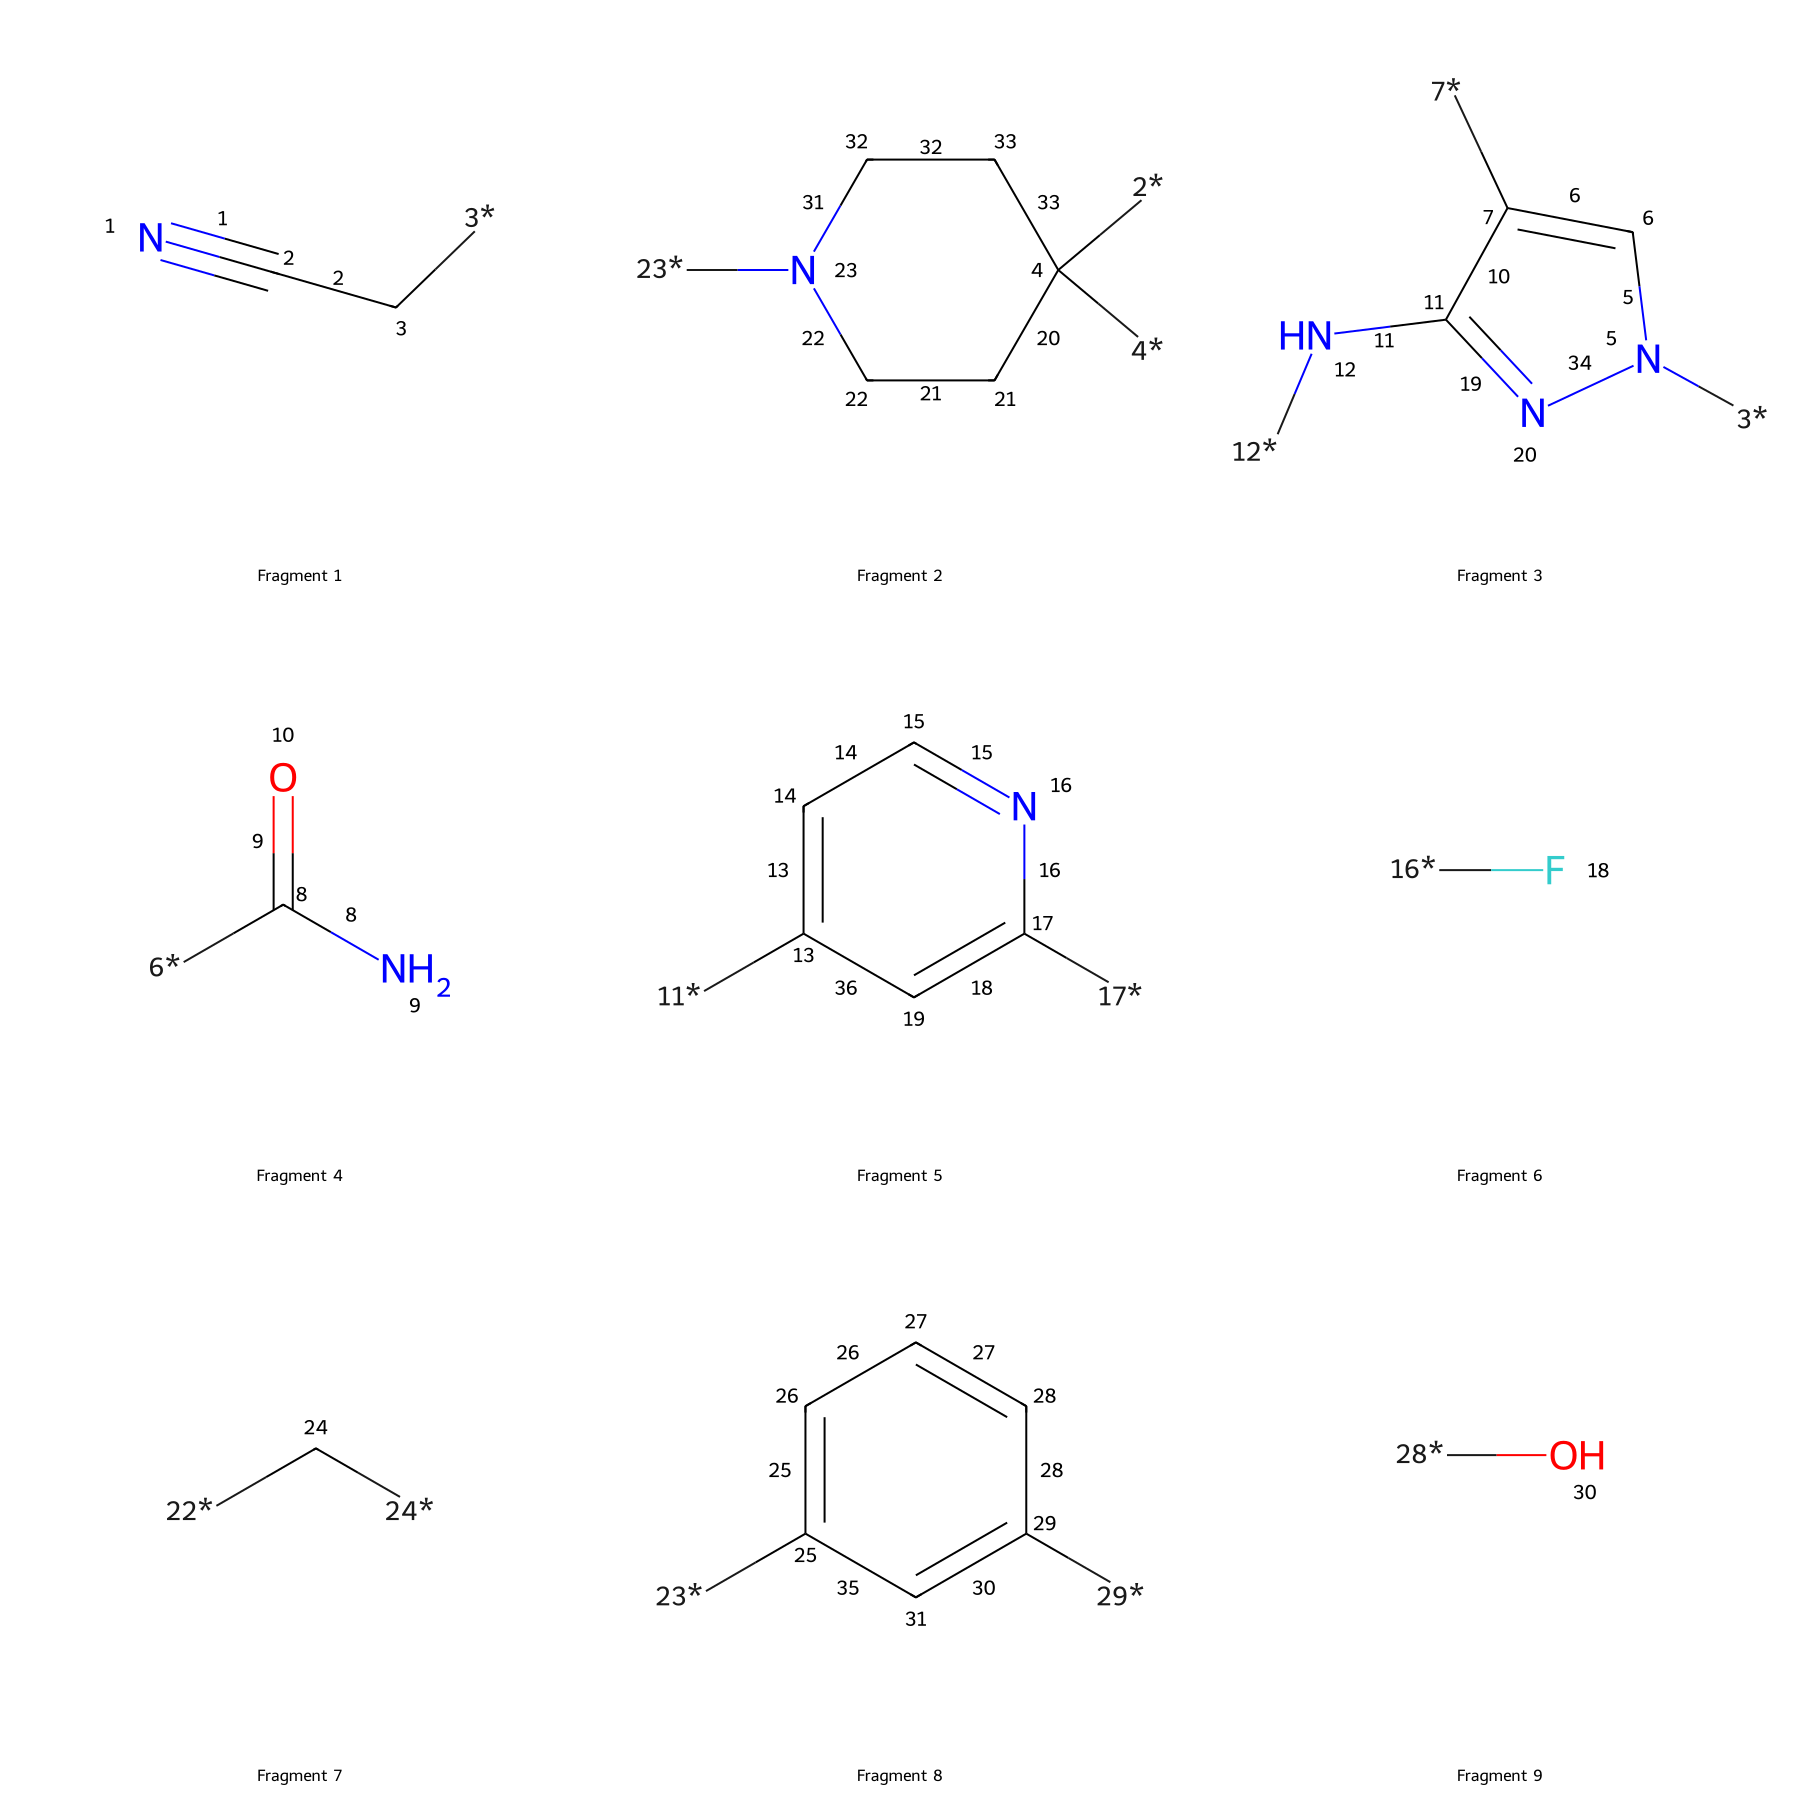 1 N 1 2 2 3 3*
Fragment 1
32 32 33
31 33 2*
23* N 23 4
22 20 4*
22 21 21
Fragment 2
7*
6
7 6
10 5
11
HN 11 5
12 19 34 N
12* N 3*
20
Fragment 3
10
O
9
8 8
6* NH2
9
Fragment 4
15
14 15
14 N 16
13 16
13 17
11* 36 18 17*
19
Fragment 5
16* F 18
Fragment 6
24
22* 24*
Fragment 7
27
26 27
26 28
25 28
25 29
23* 35 30 29*
31
Fragment 8
28* OH
30
Fragment 9